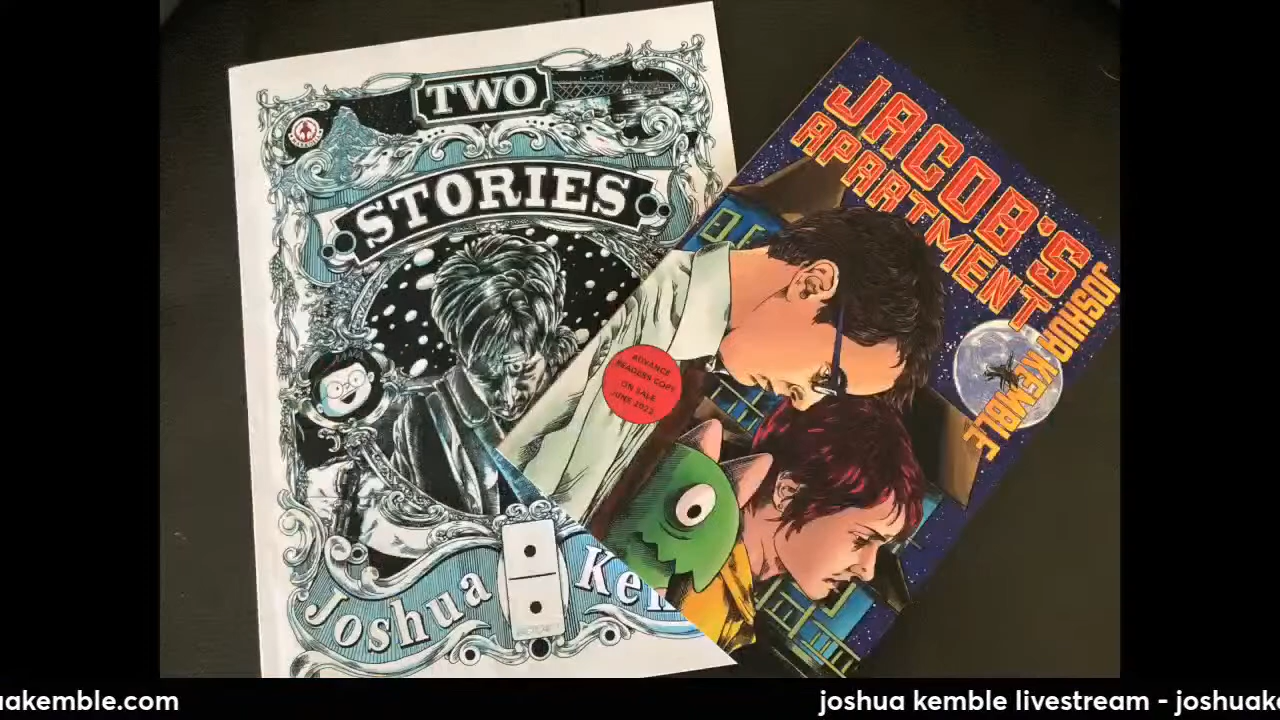 TWO
STORIES
Joshua
JACOB'S
APARTMENT
JOSHUA KEMBLE
ADVANCE
READERS COPY
ON SALE
JUNE 2022
uakemble.com
joshua kemble livestream - joshuak